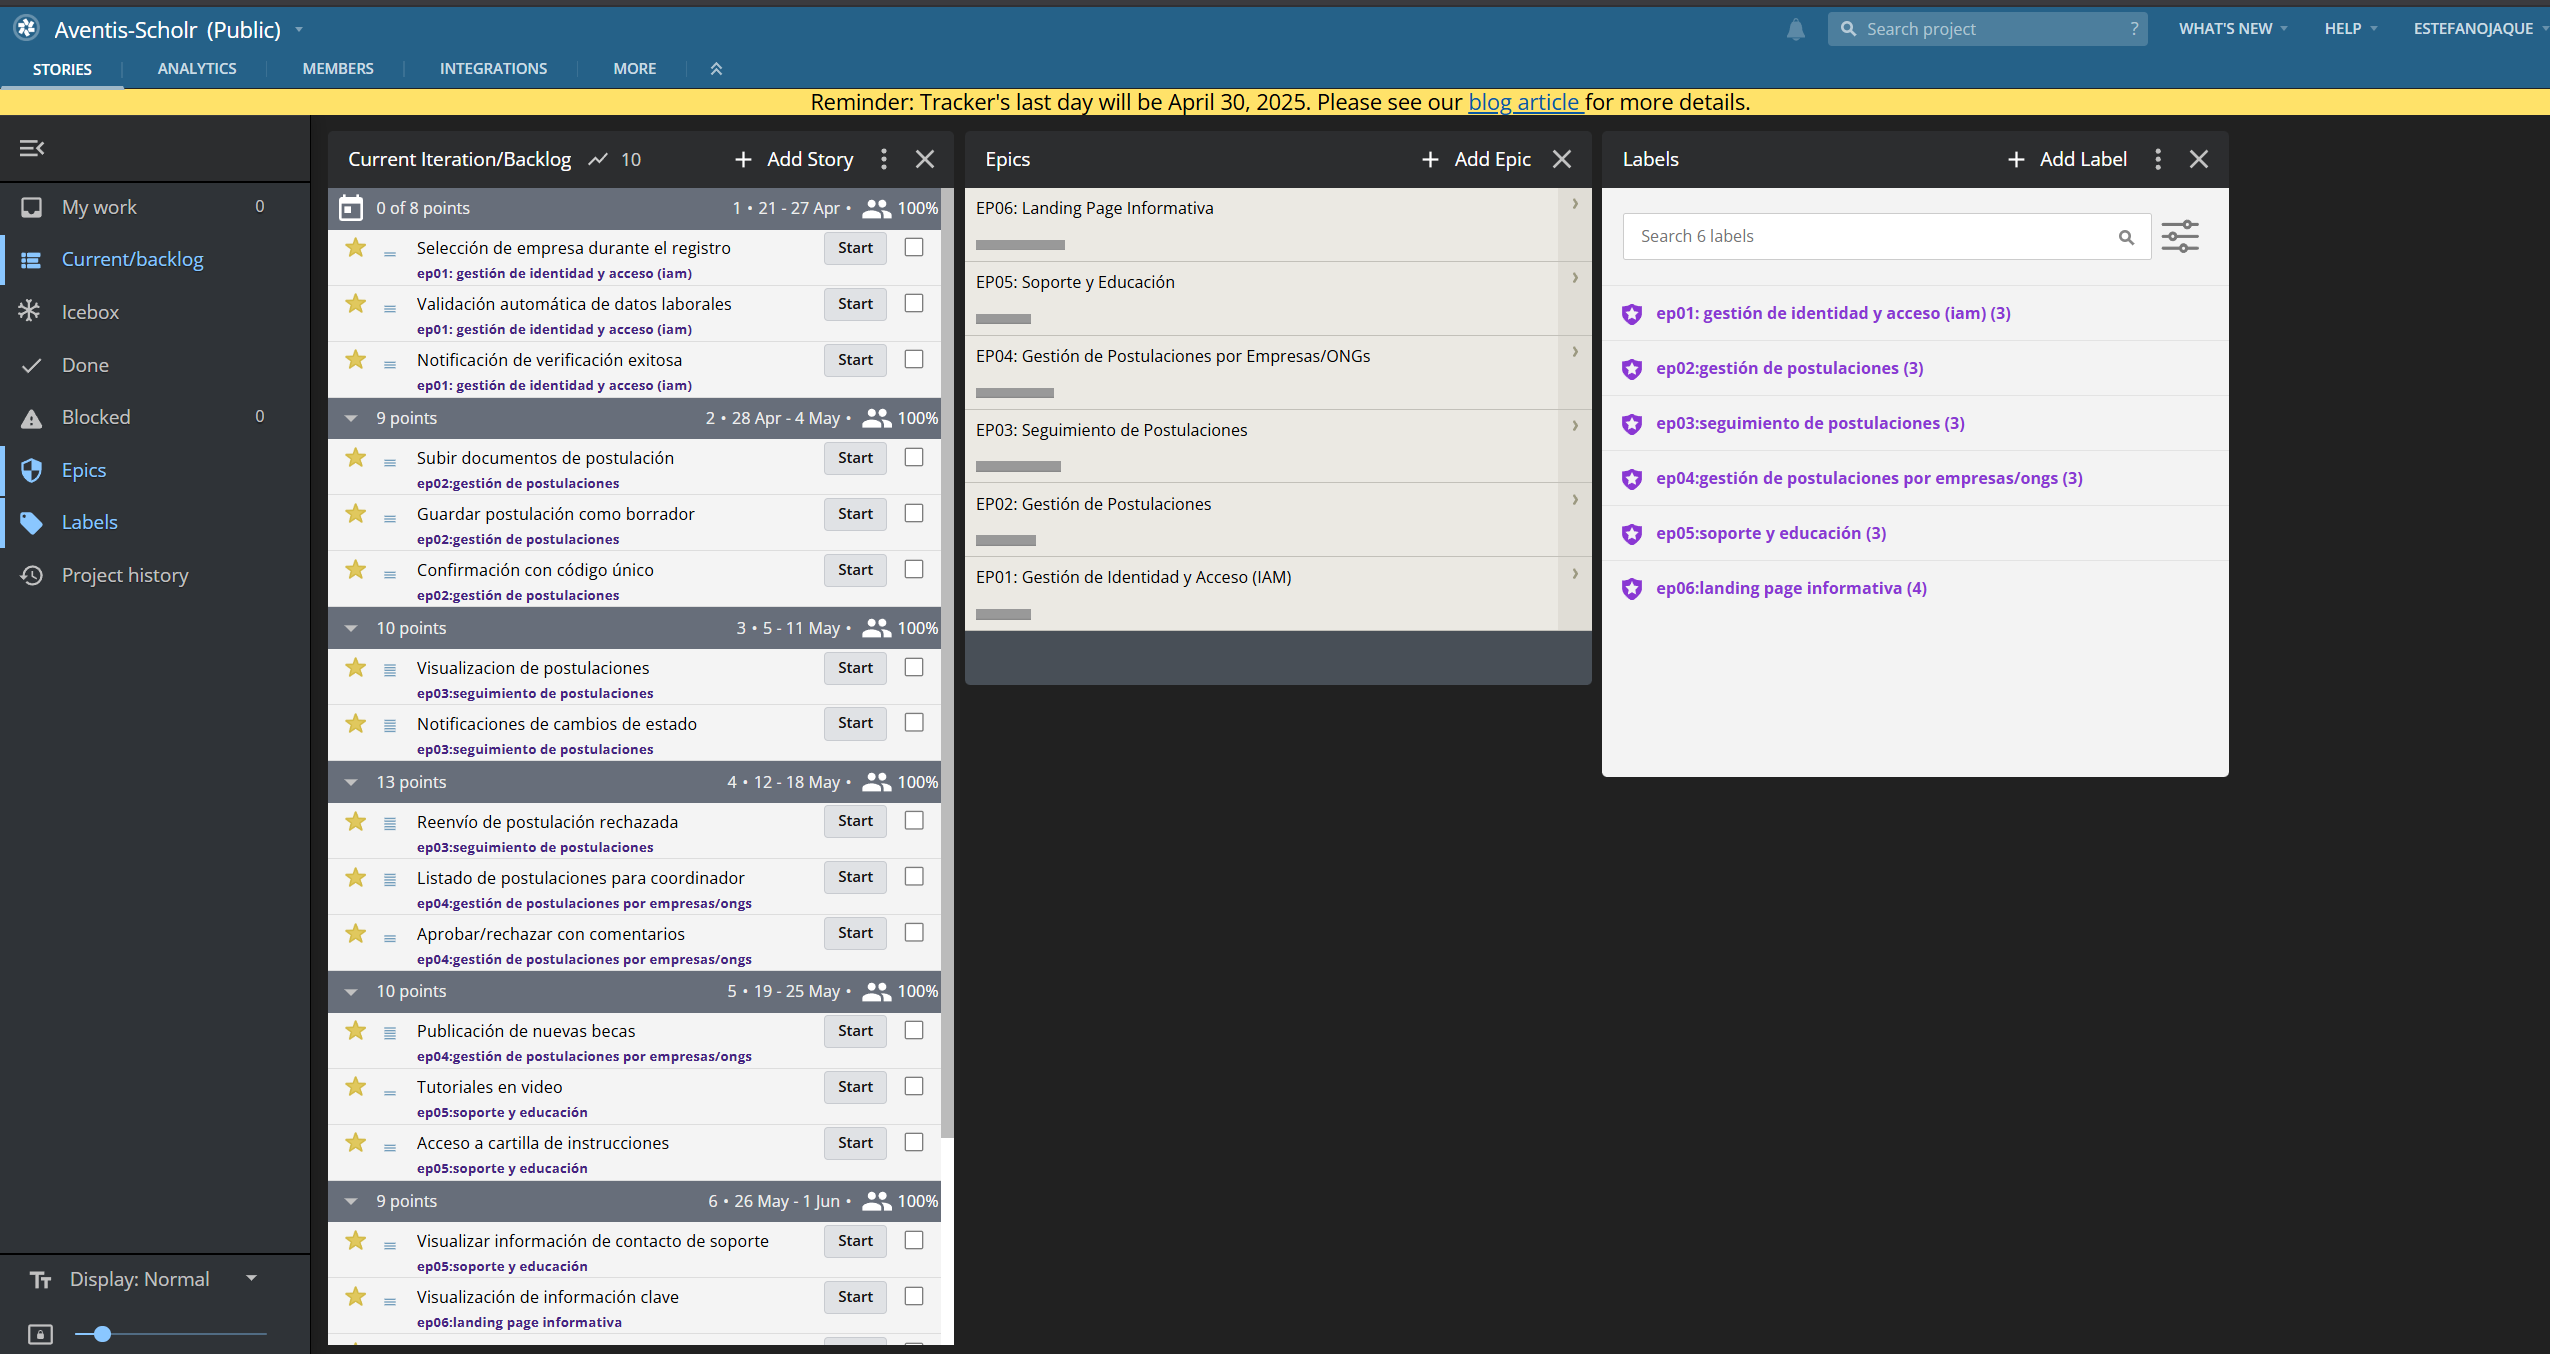 Aventis-Scholr (Public)
Search project ?
WHAT'S NEW
HELP
ESTEFANOJAQUE
STORIES
ANALYTICS
MEMBERS
INTEGRATIONS
MORE
Reminder: Tracker's last day will be April 30, 2025. Please see our blog article for more details.
My work 0
Current/backlog
Icebox
Done
Blocked 0
Epics
Labels
Project history
Display: Normal
Current Iteration/Backlog 10 + Add Story
0 of 8 points 1 • 21 - 27 Apr • 100%
Selección de empresa durante el registro Start
ep01: gestión de identidad y acceso (iam)
Validación automática de datos laborales Start
ep01: gestión de identidad y acceso (iam)
Notificación de verificación exitosa Start
ep01: gestión de identidad y acceso (iam)
9 points 2 • 28 Apr - 4 May • 100%
Subir documentos de postulación Start
ep02:gestión de postulaciones
Guardar postulación como borrador Start
ep02:gestión de postulaciones
Confirmación con código único Start
ep02:gestión de postulaciones
10 points 3 • 5 - 11 May • 100%
Visualizacion de postulaciones Start
ep03:seguimiento de postulaciones
Notificaciones de cambios de estado Start
ep03:seguimiento de postulaciones
13 points 4 • 12 - 18 May • 100%
Reenvío de postulación rechazada Start
ep03:seguimiento de postulaciones
Listado de postulaciones para coordinador Start
ep04:gestión de postulaciones por empresas/ongs
Aprobar/rechazar con comentarios Start
ep04:gestión de postulaciones por empresas/ongs
10 points 5 • 19 - 25 May • 100%
Publicación de nuevas becas Start
ep04:gestión de postulaciones por empresas/ongs
Tutoriales en video Start
ep05:soporte y educación
Acceso a cartilla de instrucciones Start
ep05:soporte y educación
9 points 6 • 26 May - 1 Jun • 100%
Visualizar información de contacto de soporte Start
ep05:soporte y educación
Visualización de información clave Start
ep06:landing page informativa
Epics + Add Epic
EP06: Landing Page Informativa
EP05: Soporte y Educación
EP04: Gestión de Postulaciones por Empresas/ONGs
EP03: Seguimiento de Postulaciones
EP02: Gestión de Postulaciones
EP01: Gestión de Identidad y Acceso (IAM)
Labels + Add Label
Search 6 labels
ep01: gestión de identidad y acceso (iam) (3)
ep02:gestión de postulaciones (3)
ep03:seguimiento de postulaciones (3)
ep04:gestión de postulaciones por empresas/ongs (3)
ep05:soporte y educación (3)
ep06:landing page informativa (4)